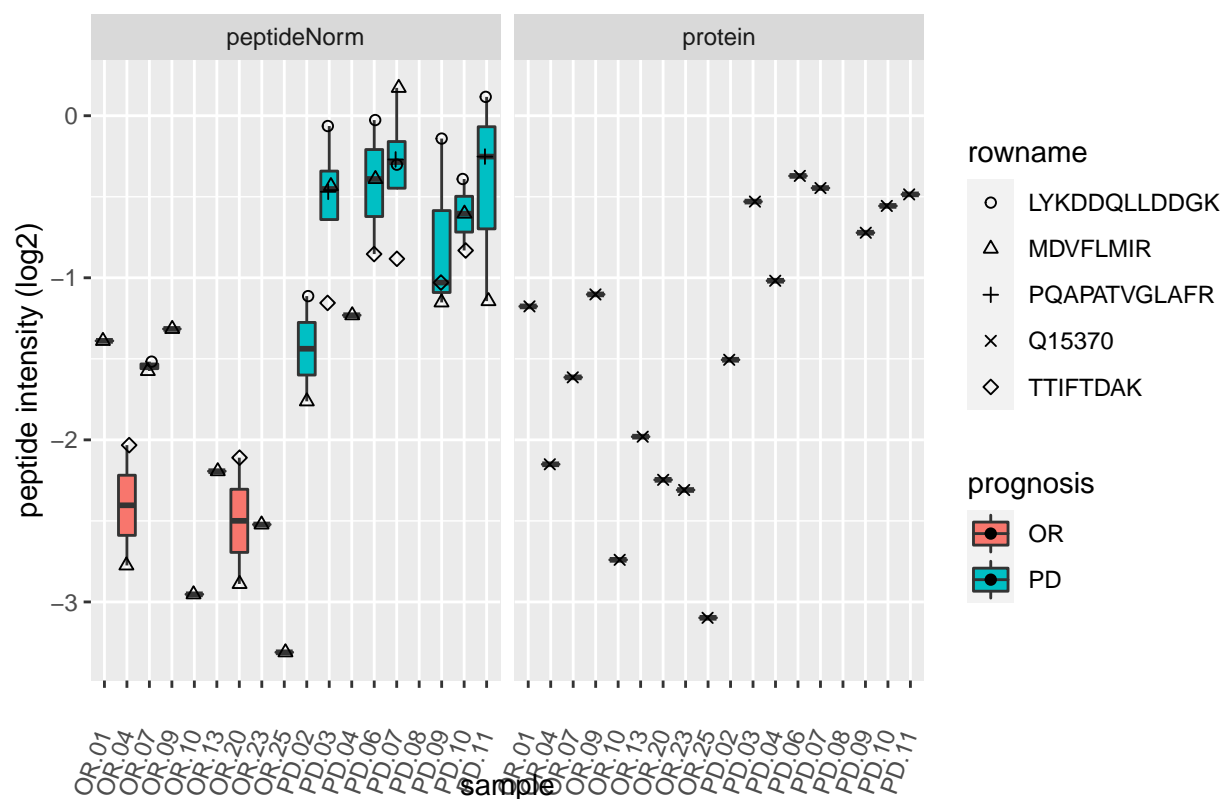 peptideNorm
protein
peptide intensity (log2)
0
−1
−2
−3
OR.01
OR.04
OR.07
OR.09
OR.10
OR.13
OR.20
OR.23
OR.25
PD.02
PD.03
PD.04
PD.06
PD.07
PD.08
PD.09
PD.10
PD.11
OR.01
OR.04
OR.07
OR.09
OR.10
OR.13
OR.20
OR.23
OR.25
PD.02
PD.03
PD.04
PD.06
PD.07
PD.08
PD.09
PD.10
PD.11
sample
rowname
LYKDDQLLDDGK
MDVFLMIR
PQAPATVGLAFR
Q15370
TTIFTDAK
prognosis
OR
PD